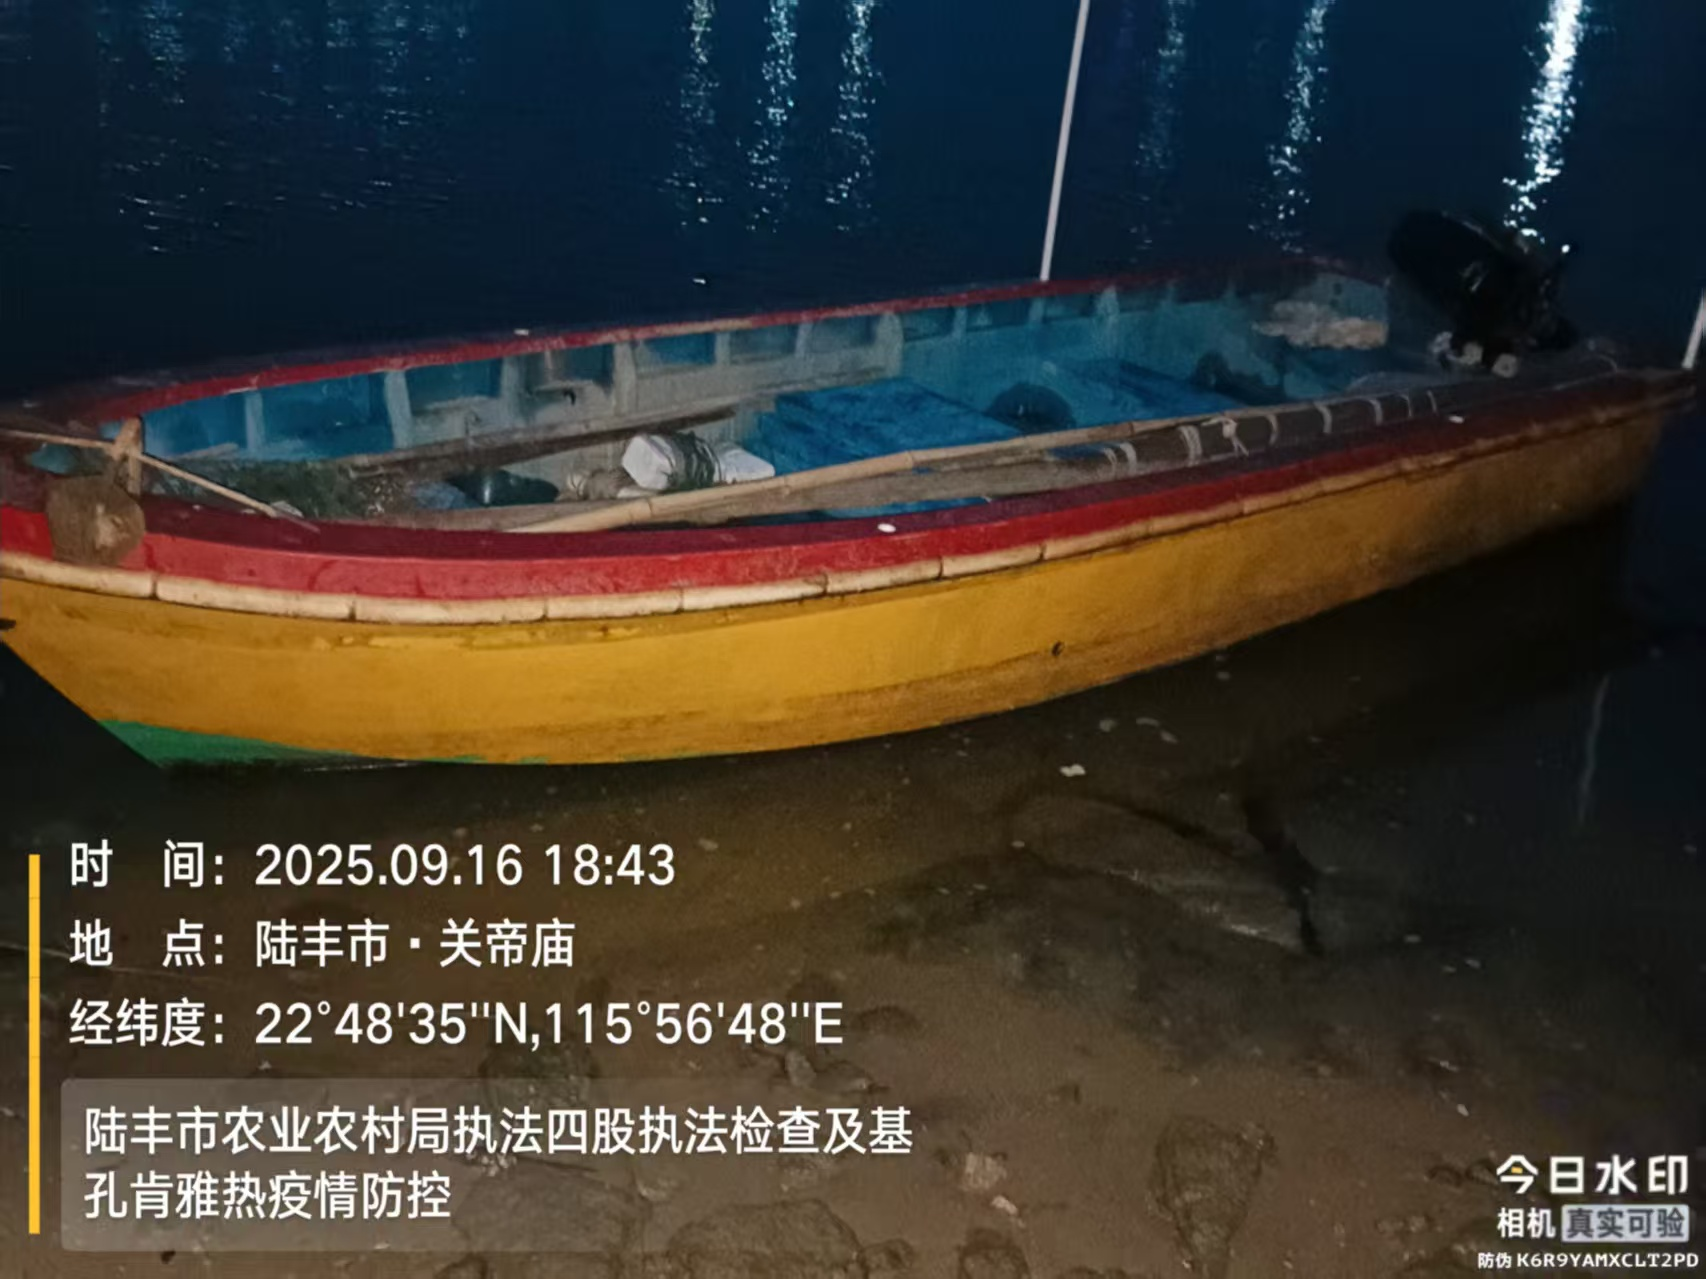 时 间：2025.09.16 18:43
地 点：陆丰市·关帝庙
经纬度：22°48'35"N,115°56'48"E
陆丰市农业农村局执法四股执法检查及基
孔肯雅热疫情防控
今日水印
相机 真实可验
防伪 K6R9YAMXCLT2PD